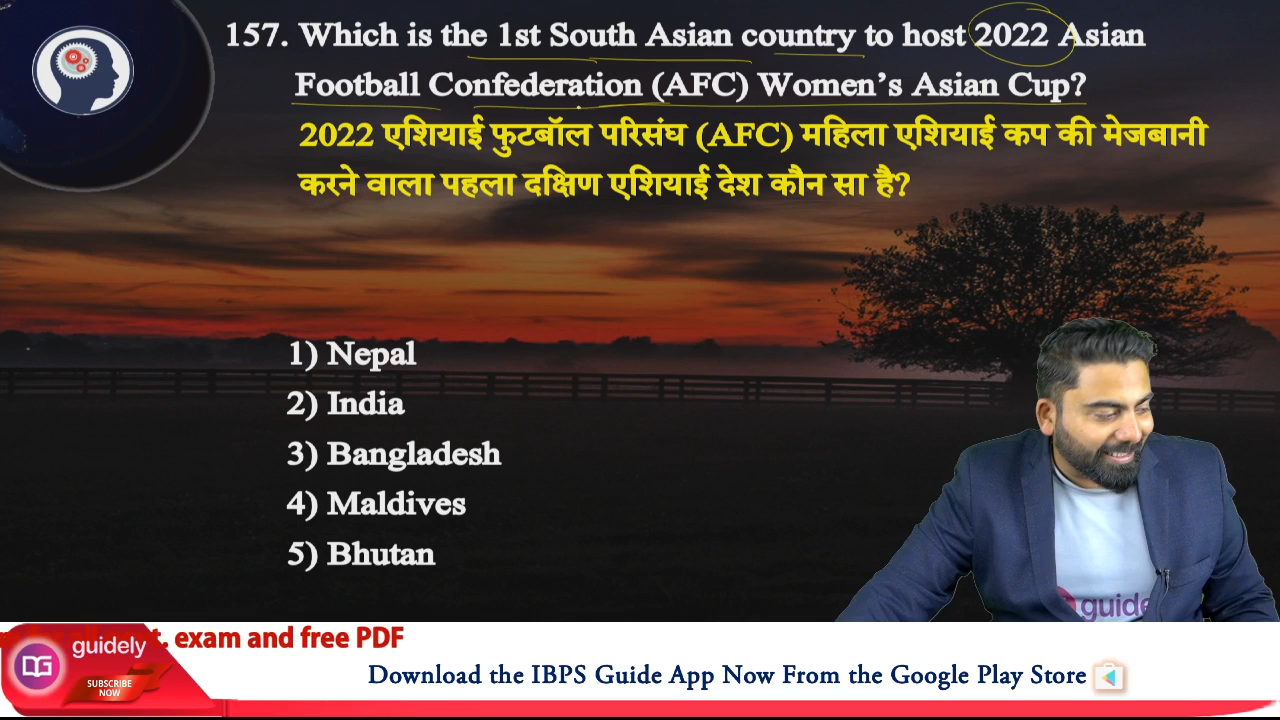 157. Which is the 1st South Asian country to host 2022 Asian
Football Confederation (AFC) Women's Asian Cup?
2022 एशियाई फुटबॉल परिसंघ (AFC) महिला एशियाई कप की मेजबानी
करने वाला पहला दक्षिण एशियाई देश कौन सा है?
1) Nepal
2) India
3) Bangladesh
4) Maldives
5) Bhutan
guidely
exam and free PDF
DG guidely
SUBSCRIBE
NOW
Download the IBPS Guide App Now From the Google Play Store